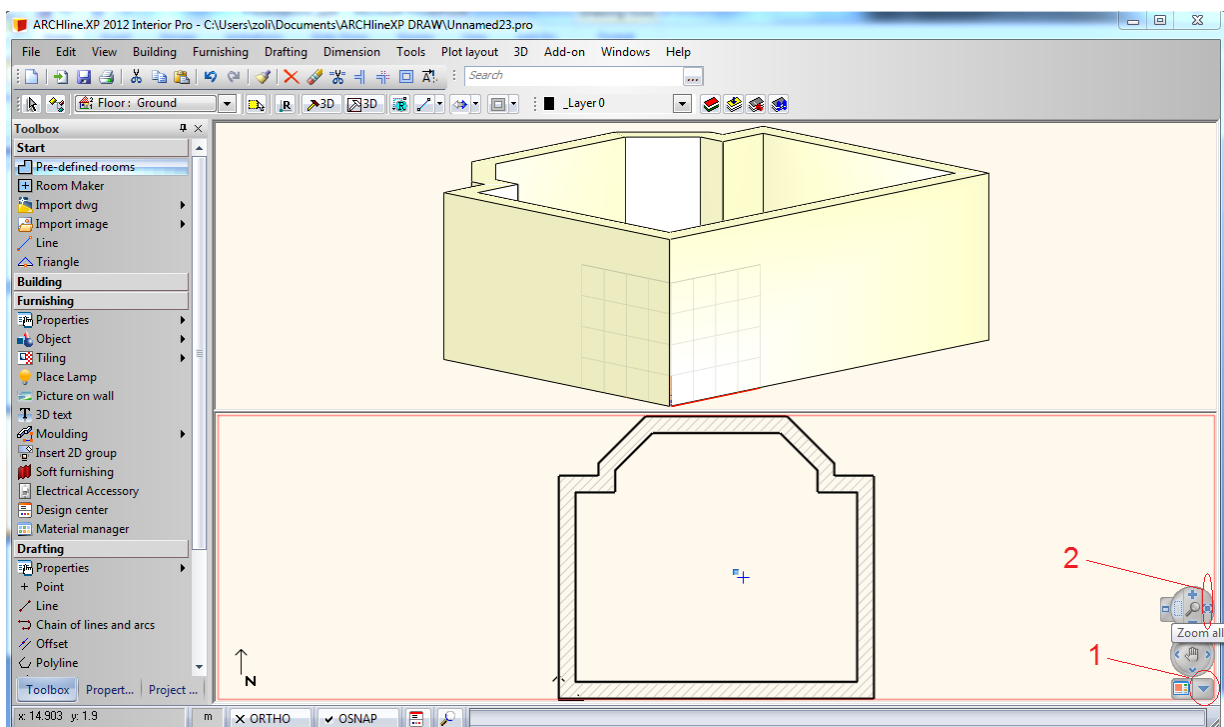 ARCHline.XP 2012 Interior Pro - C:\Users\zoli\Documents\ARCHlineXP DRAW\Unnamed23.pro
File Edit View Building Furnishing Drafting Dimension Tools Plot layout 3D Add-on Windows Help
Search
Floor: Ground
R
3D
3D
R
_Layer 0
Toolbox
Start
Pre-defined rooms
Room Maker
Import dwg
Import image
Line
Triangle
Building
Furnishing
Properties
Object
Tiling
Place Lamp
Picture on wall
3D text
Moulding
Insert 2D group
Soft furnishing
Electrical Accessory
Design center
Material manager
Drafting
Properties
Point
Line
Chain of lines and arcs
Offset
Polyline
Toolbox Propert... Project ...
N
2
Zoom all
1
x: 14.903 y: 1.9
m
ORTHO
OSNAP